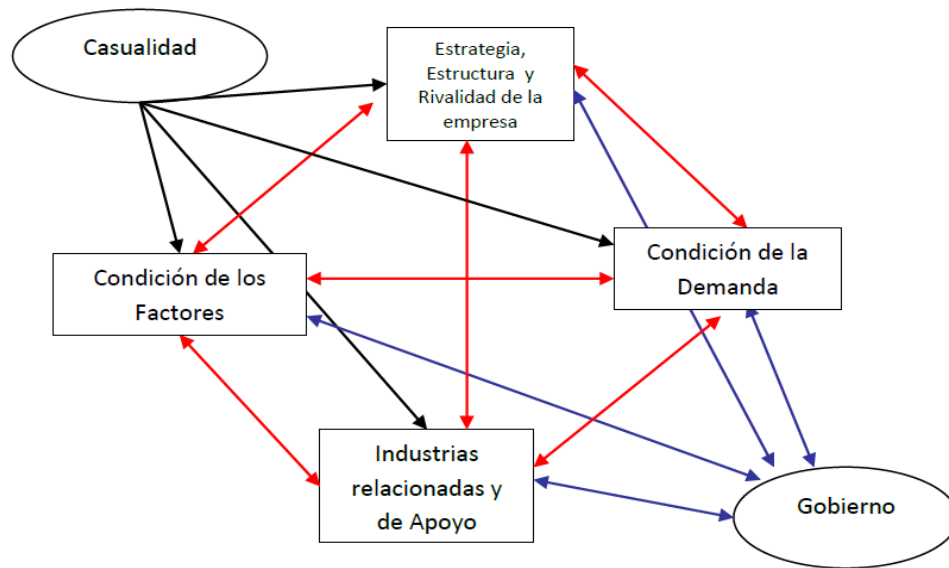 Casualidad
Estrategia,
Estructura y
Rivalidad de la
empresa
Condición de los
Factores
Condición de la
Demanda
Industrias
relacionadas y
de Apoyo
Gobierno